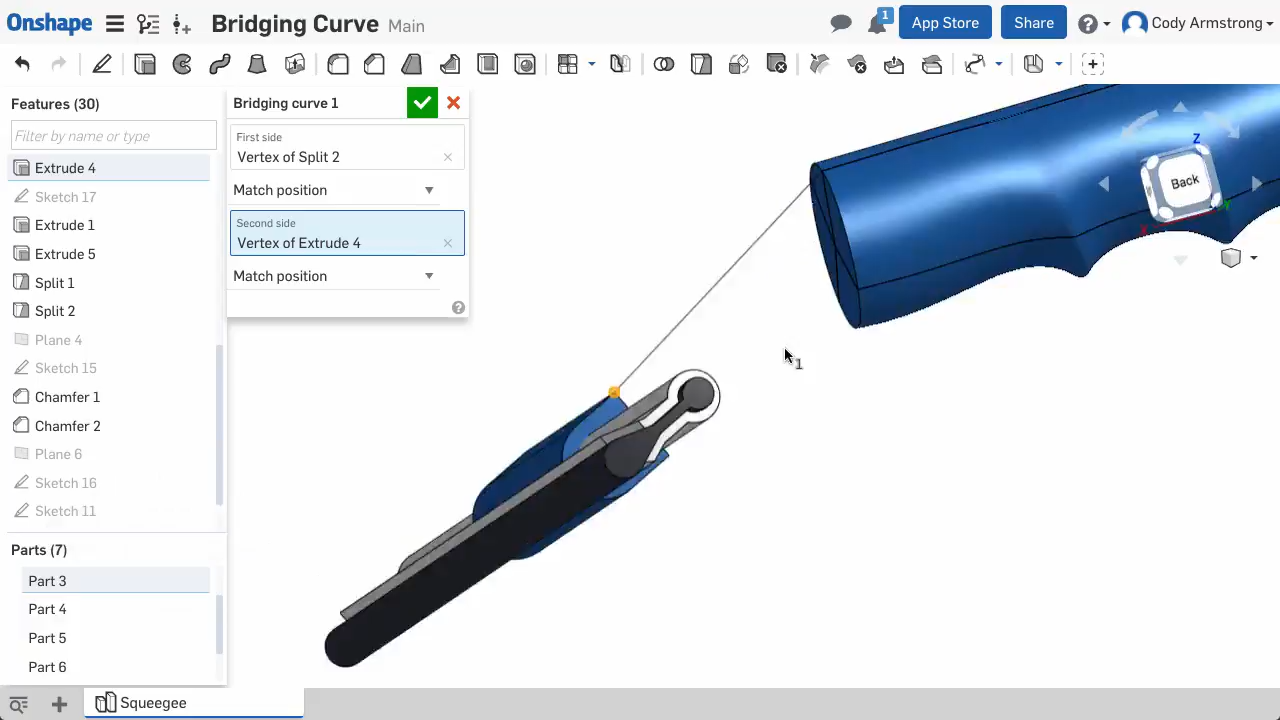 Onshape
Bridging Curve Main
1
App Store
Share
Cody Armstrong
Features (30)
Filter by name or type
Extrude 4
Sketch 17
Extrude 1
Extrude 5
Split 1
Split 2
Plane 4
Sketch 15
Chamfer 1
Chamfer 2
Plane 6
Sketch 16
Sketch 11
Parts (7)
Part 3
Part 4
Part 5
Part 6
Bridging curve 1
First side
Vertex of Split 2
Match position
Second side
Vertex of Extrude 4
Match position
1
Z
Back
Y
X
Squeegee